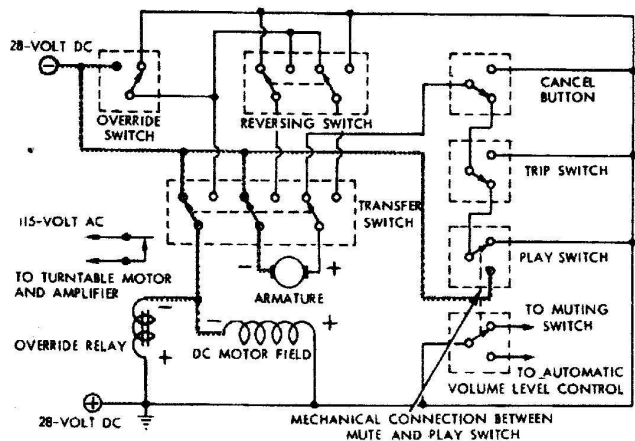 28-VOLT DC
OVERRIDE
SWITCH
REVERSING SWITCH
CANCEL
BUTTON
TRIP SWITCH
TRANSFER
SWITCH
115-VOLT AC
TO TURNTABLE MOTOR
AND AMPLIFIER
ARMATURE
PLAY SWITCH
OVERRIDE RELAY
DC MOTOR FIELD
TO MUTING
SWITCH
TO AUTOMATIC
VOLUME LEVEL CONTROL
28-VOLT DC
MECHANICAL CONNECTION BETWEEN
MUTE AND PLAY SWITCH